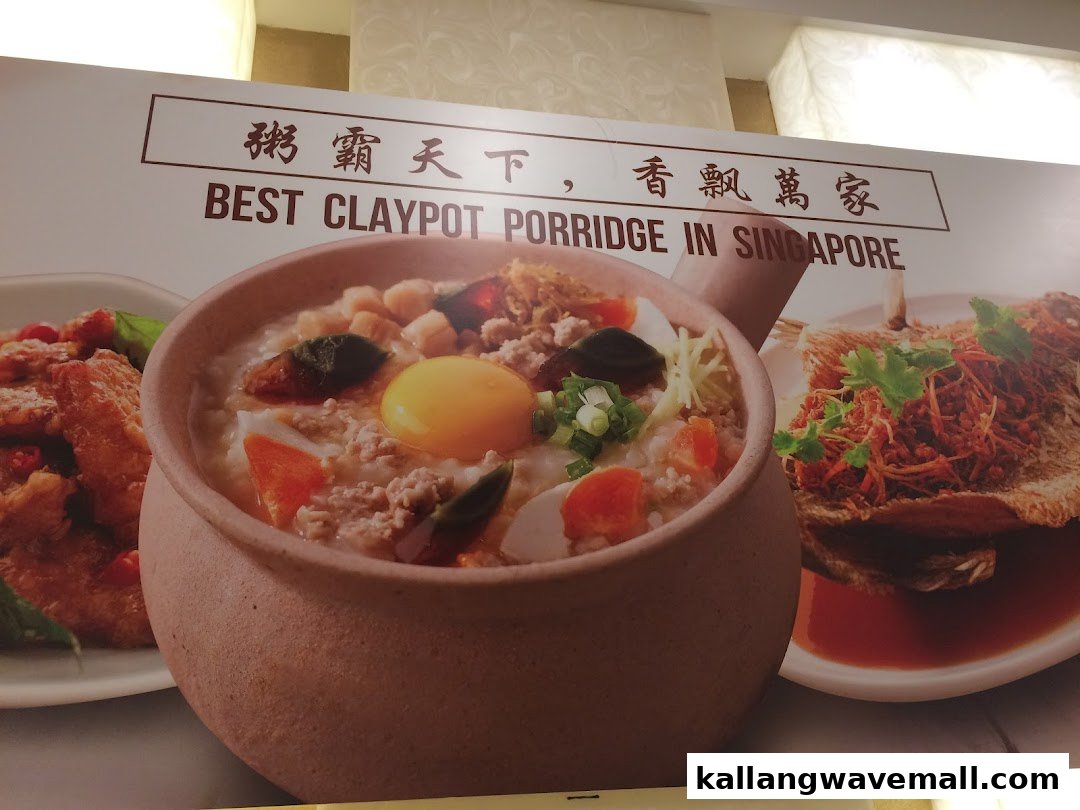 粥霸天下，香飄萬家
BEST CLAYPOT PORRIDGE IN SINGAPORE
kallangwavemall.com